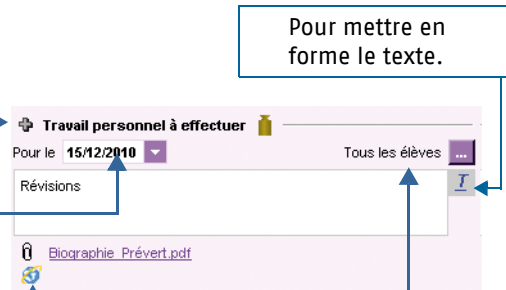 Pour mettre en
forme le texte.
Travail personnel à effectuer
Pour le 15/12/2010
Tous les élèves ...
Révisions
T
Biographie_Prévert.pdf